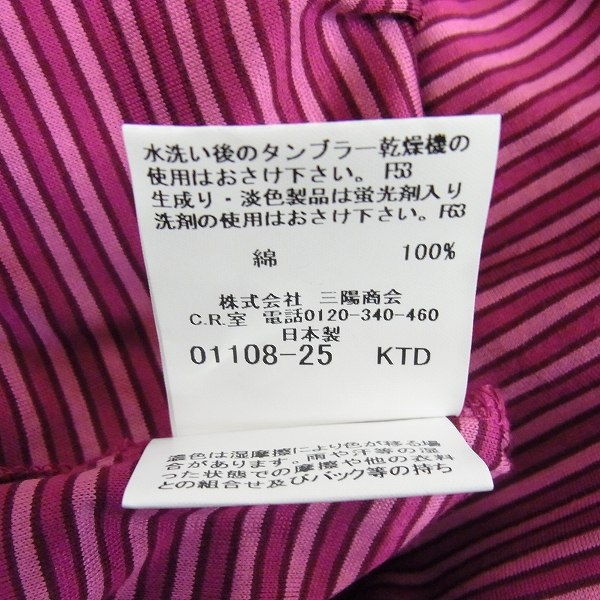 水洗い後のタンブラー乾燥機の
使用はおさけ下さい。 F53
生成り・淡色製品は蛍光剤入り
洗剤の使用はおさけ下さい。F63
綿 100%
株式会社 三陽商会
C.R.室 電話0120-340-460
日本製
01108-25 KTD
濃色は湿摩擦により色が移る場
合があります。雨や汗等の湿
った状態での摩擦や他の衣料
との組合せ及びバック等の持ち